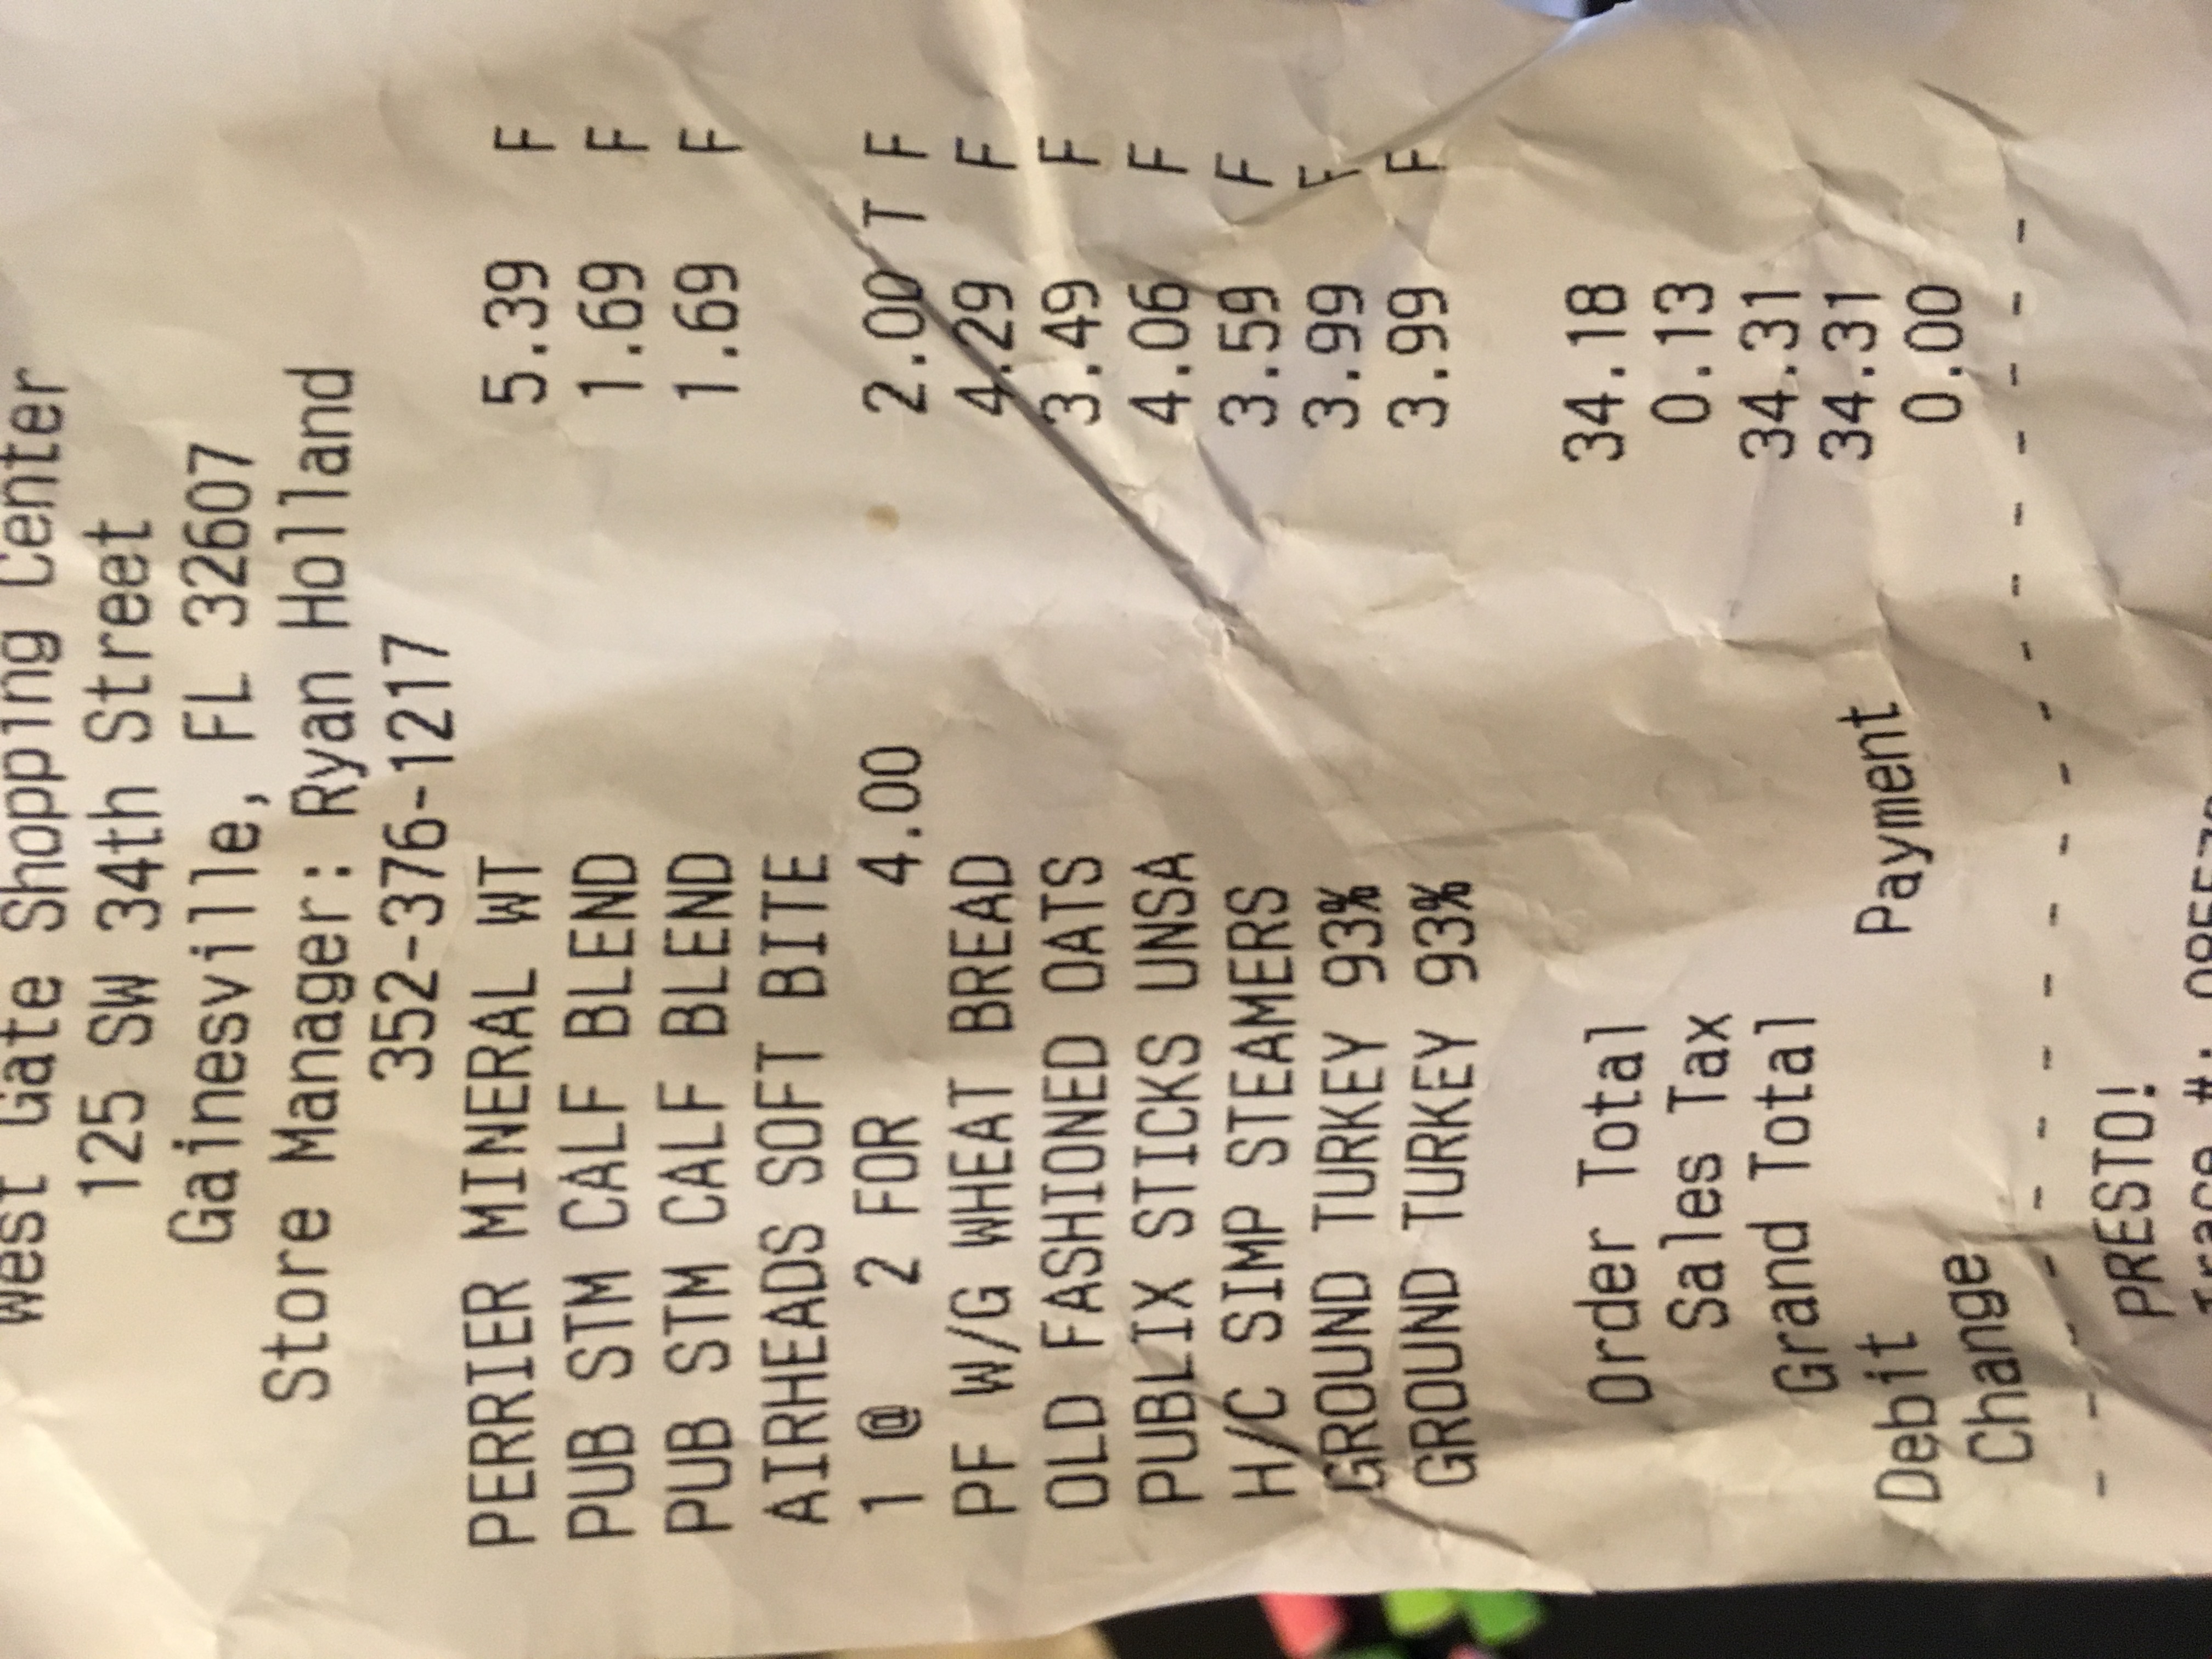 West Gate Shopping Center
125 SW 34th Street
Gainesville, FL 32607
Store Manager: Ryan Holland
352-376-1217
PERRIER MINERAL WT 5.39 F
PUB STM CALF BLEND 1.69 F
PUB STM CALF BLEND 1.69 F
AIRHEADS SOFT BITE
1 @ 2 FOR 4.00 2.00 T F
PF W/G WHEAT BREAD 4.29 F
OLD FASHIONED OATS 3.49 F
PUBLIX STICKS UNSA 4.06 F
H/C SIMP STEAMERS 3.59 F
GROUND TURKEY 93% 3.99 F
GROUND TURKEY 93% 3.99 F
Order Total 34.18
Sales Tax 0.13
Grand Total 34.31
Debit Payment 34.31
Change 0.00
- - - - - - - - - - - - - - - - - - -
PRESTO!
Trace #: